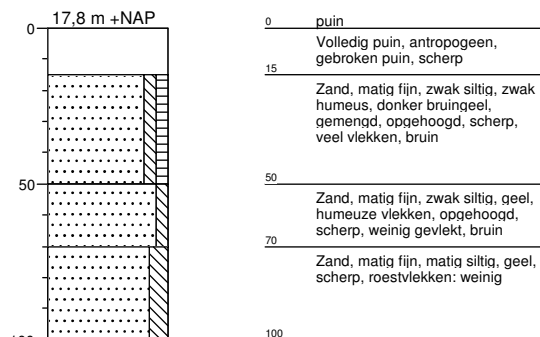 17,8 m +NAP
0
50
0 puin
Volledig puin, antropogeen,
gebroken puin, scherp
15
Zand, matig fijn, zwak siltig, zwak
humeus, donker bruingeel,
gemengd, opgehoogd, scherp,
veel vlekken, bruin
50
Zand, matig fijn, zwak siltig, geel,
humeuze vlekken, opgehoogd,
scherp, weinig gevlekt, bruin
70
Zand, matig fijn, matig siltig, geel,
scherp, roestvlekken: weinig
100